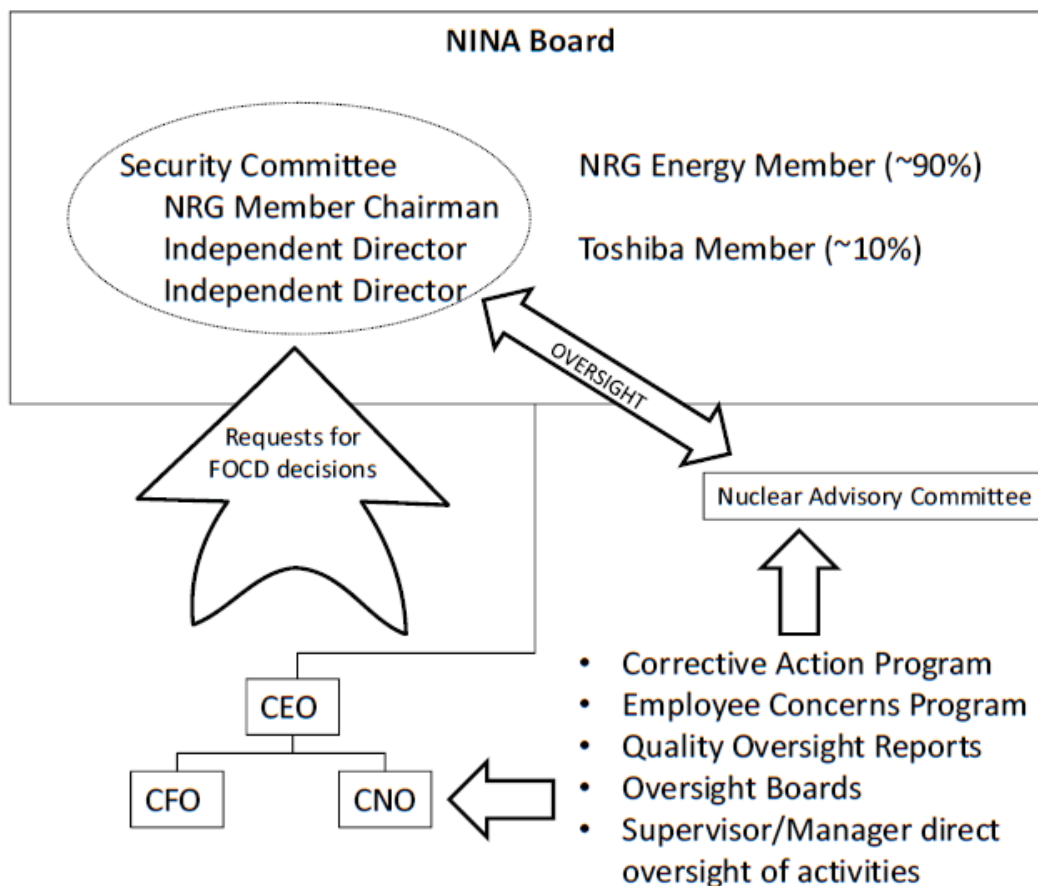 NINA Board
Security Committee
NRG Member Chairman
Independent Director
Independent Director
NRG Energy Member (~90%)
Toshiba Member (~10%)
OVERSIGHT
Requests for
FOCD decisions
Nuclear Advisory Committee
CEO
CFO
CNO
• Corrective Action Program
• Employee Concerns Program
• Quality Oversight Reports
• Oversight Boards
• Supervisor/Manager direct
oversight of activities